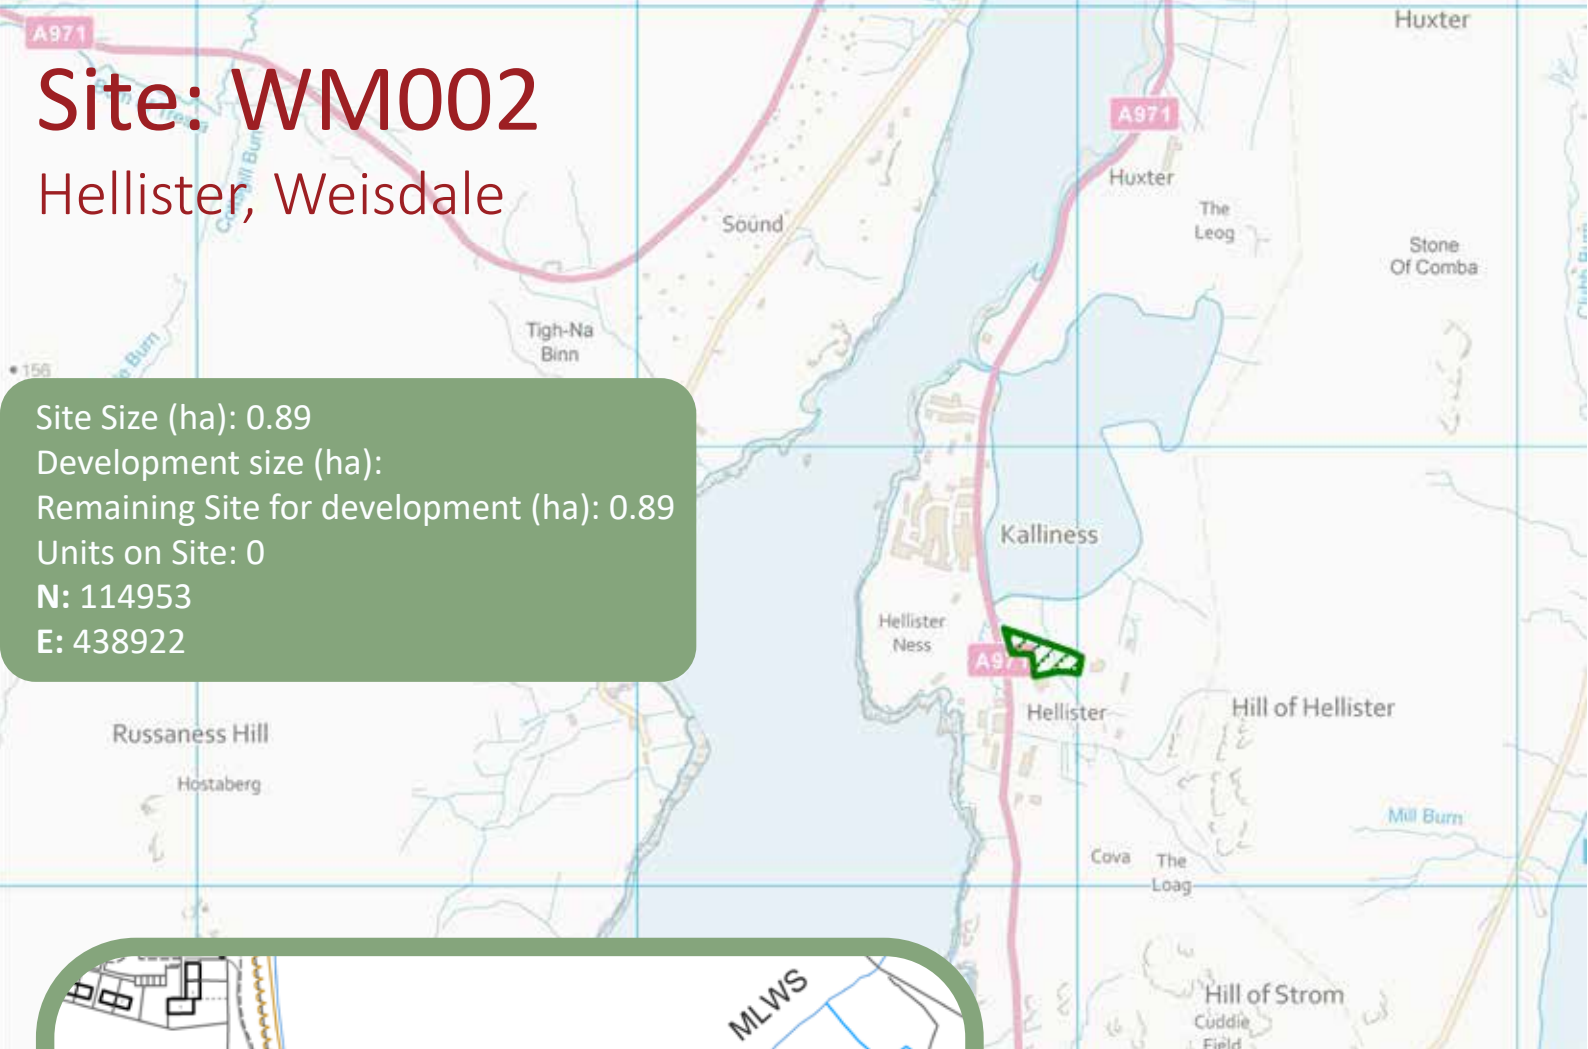 A971
Huxter
Site: WM002
Hellister, Weisdale
A971
Huxter
Sound
The
Leog
Stone
Of Comba
Tigh-Na
Binn
Burn
156
Site Size (ha): 0.89
Development size (ha):
Remaining Site for development (ha): 0.89
Units on Site: 0
N: 114953
E: 438922
Kalliness
Hellister
Ness
Hellister
Hill of Hellister
Russaness Hill
Hostaberg
Mill Burn
Cova
The
Loag
MLWS
Hill of Strom
Cuddie
Field